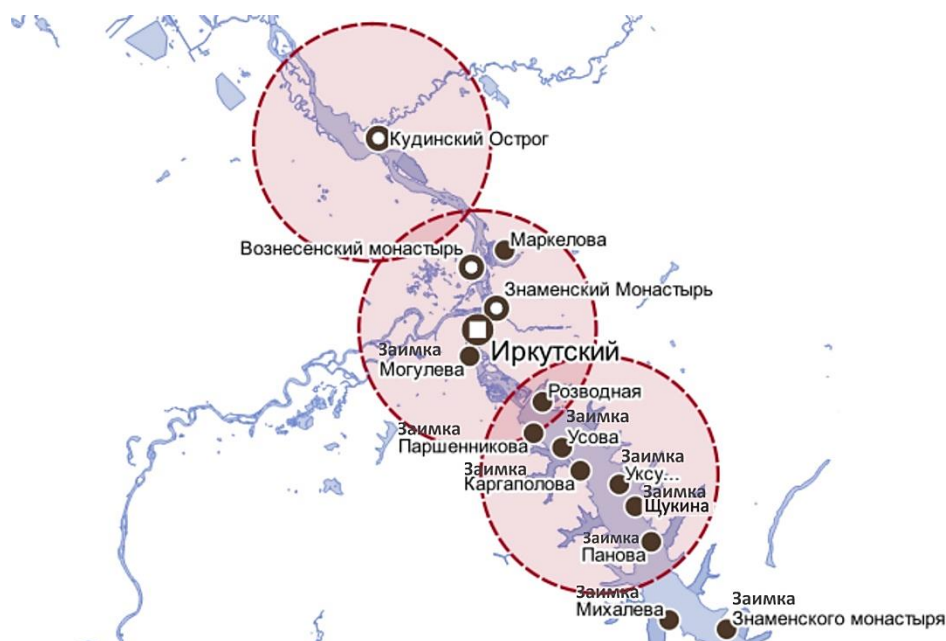 Кудинский Острог
Маркелова
Вознесенский монастырь
Знаменский Монастырь
Иркутский
Заимка
Могулева
Розводная
Заимка
Усова
Заимка
Паршенникова
Заимка
Каргаполова
Заимка
Уксу...
Заимка
Щукина
Заимка
Панова
Заимка
Михалева
Заимка
Знаменского монастыря